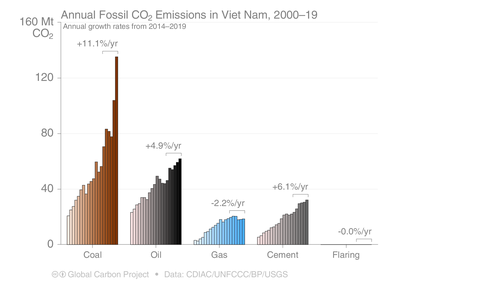 Annual Fossil CO₂ Emissions in Viet Nam, 2000–19
Annual growth rates from 2014–2019
160 Mt
CO₂
120
80
40
0
+11.1%/yr
+4.9%/yr
-2.2%/yr
+6.1%/yr
-0.0%/yr
Coal
Oil
Gas
Cement
Flaring
Global Carbon Project • Data: CDIAC/UNFCCC/BP/USGS